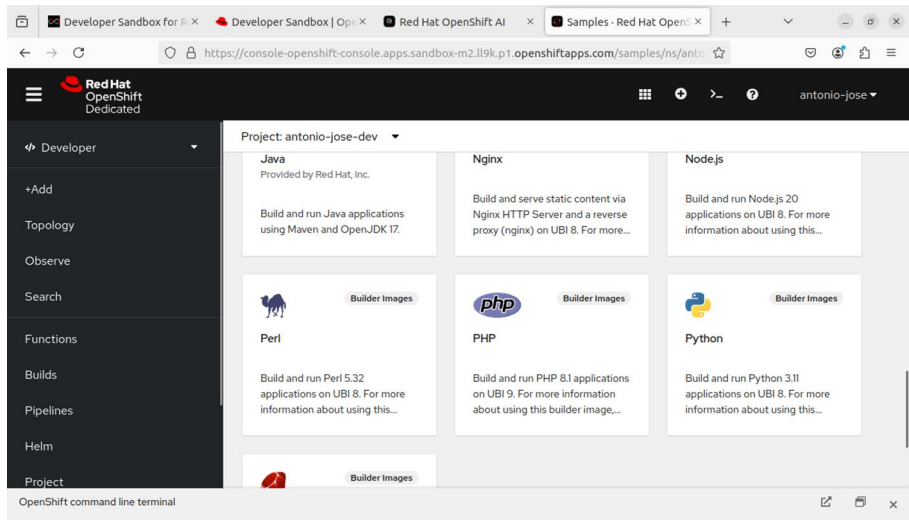 Developer Sandbox for R
Developer Sandbox | Ope
Red Hat OpenShift AI
Samples · Red Hat OpenS
https://console-openshift-console.apps.sandbox-m2.ll9k.p1.openshiftapps.com/samples/ns/anto
Red Hat
OpenShift
Dedicated
antonio-jose
Developer
+Add
Topology
Observe
Search
Functions
Builds
Pipelines
Helm
Project
Project: antonio-jose-dev
Java
Provided by Red Hat, Inc.
Build and run Java applications
using Maven and OpenJDK 17.
Nginx
Build and serve static content via
Nginx HTTP Server and a reverse
proxy (nginx) on UBI 8. For more...
Node.js
Build and run Node.js 20
applications on UBI 8. For more
information about using this...
Builder Images
Perl
Build and run Perl 5.32
applications on UBI 8. For more
information about using this...
php
Builder Images
PHP
Build and run PHP 8.1 applications
on UBI 9. For more information
about using this builder image,...
Builder Images
Python
Build and run Python 3.11
applications on UBI 8. For more
information about using this...
Builder Images
OpenShift command line terminal